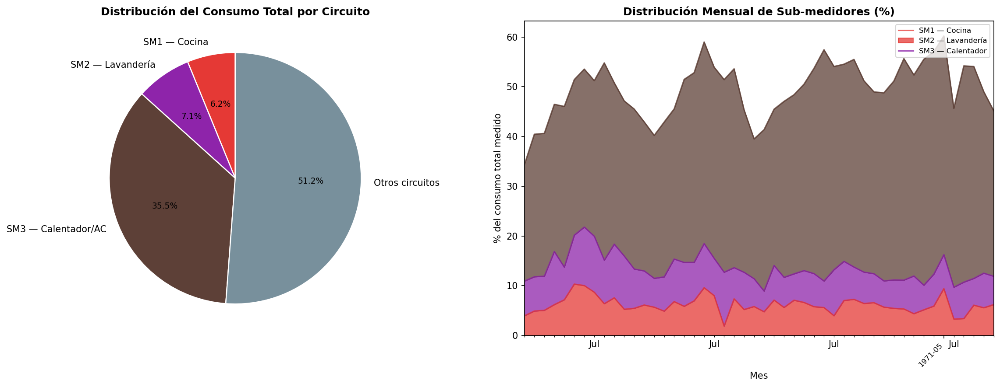 Distribución del Consumo Total por Circuito
SM1 — Cocina
SM2 — Lavandería
6.2%
7.1%
51.2%
Otros circuitos
35.5%
SM3 — Calentador/AC
Distribución Mensual de Sub-medidores (%)
SM1 — Cocina
SM2 — Lavandería
SM3 — Calentador
% del consumo total medido
60
50
40
30
20
10
0
Jul
Jul
Jul
1971-05
Jul
Mes